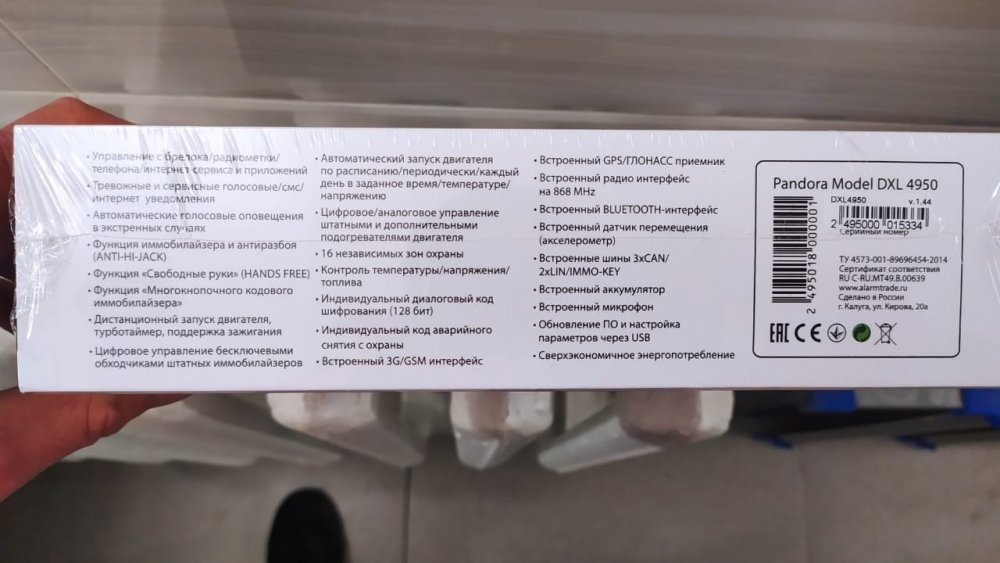 • Управление с брелока/радиометки/
телефона/интернет-сервиса и приложений
• Тревожные и сервисные голосовые/смс/
интернет уведомления
• Автоматические голосовые оповещения
в экстренных случаях
• Функция иммобилайзера и антиразбоя
(ANTI-HI-JACK)
• Функция «Свободные руки» (HANDS FREE)
• Функция «Многокнопочного кодового
иммобилайзера»
• Дистанционный запуск двигателя,
турботаймер, поддержка зажигания
• Цифровое управление бесключевыми
обходчиками штатных иммобилайзеров
• Автоматический запуск двигателя
по расписанию/периодически/каждый
день в заданное время/температуре/
напряжению
• Цифровое/аналоговое управление
штатными и дополнительными
подогревателями двигателя
• 16 независимых зон охраны
• Контроль температуры/напряжения/
топлива
• Индивидуальный диалоговый код
шифрования (128 бит)
• Индивидуальный код аварийного
снятия с охраны
• Встроенный 3G/GSM интерфейс
• Встроенный GPS/ГЛОНАСС приемник
• Встроенный радио интерфейс
на 868 MHz
• Встроенный BLUETOOTH-интерфейс
• Встроенный датчик перемещения
(акселерометр)
• Встроенные шины 3xCAN/
2xLIN/IMMO-KEY
• Встроенный аккумулятор
• Встроенный микрофон
• Обновление ПО и настройка
параметров через USB
• Сверхэкономичное энергопотребление
Pandora Model DXL 4950
DXL4950 v.1.44
2 495000 015334
Серийный номер
2 495018 000001
ТУ 4573-001-89696454-2014
Сертификат соответствия
RU C-RU.МТ49.В.00639
www.alarmtrade.ru
Сделано в России
г. Калуга, ул. Кирова, 20а
EAC CE